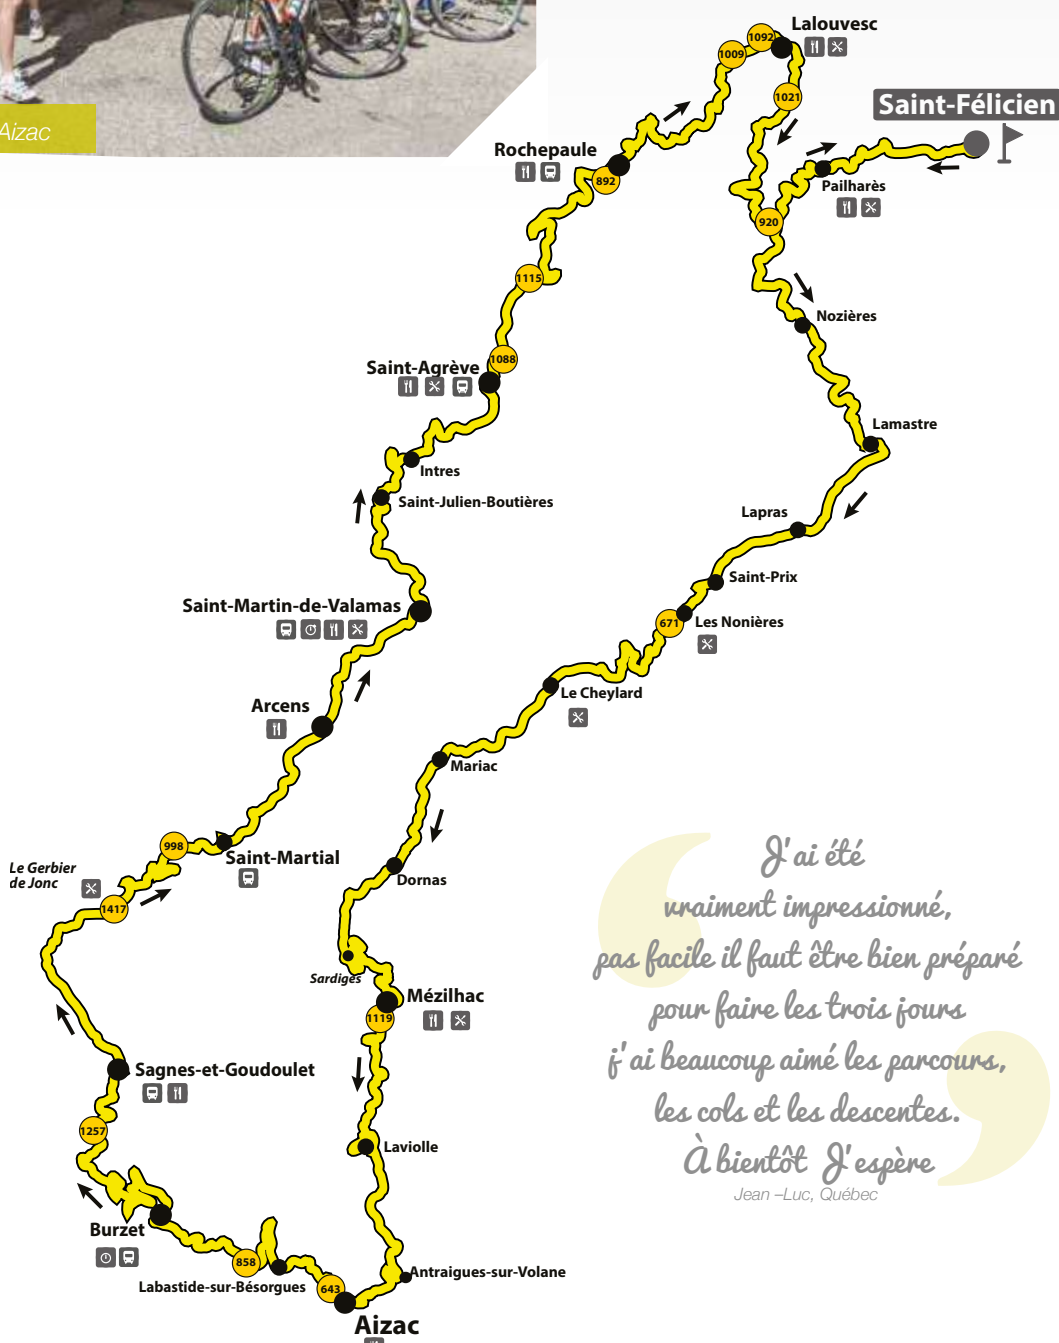 Aizac
Lalouvesc
1092
1009
1021
Saint-Félicien
Rochepaule
892
Pailharès
920
1115
Nozières
1088
Saint-Agrève
Lamastre
Intres
Saint-Julien-Boutières
Lapras
Saint-Prix
Saint-Martin-de-Valamas
671
Les Nonières
Le Cheylard
Arcens
Mariac
998
Saint-Martial
Le Gerbier
de Jonc
1417
Dornas
Sardiges
Mézilhac
1119
Sagnes-et-Goudoulet
1257
Laviolle
Burzet
858
Labastide-sur-Bésorgues
643
Antraigues-sur-Volane
Aizac
J'ai été
vraiment impressionné,
pas facile il faut être bien préparé
pour faire les trois jours
j'ai beaucoup aimé les parcours,
les cols et les descentes.
À bientôt J'espère
Jean –Luc, Québec